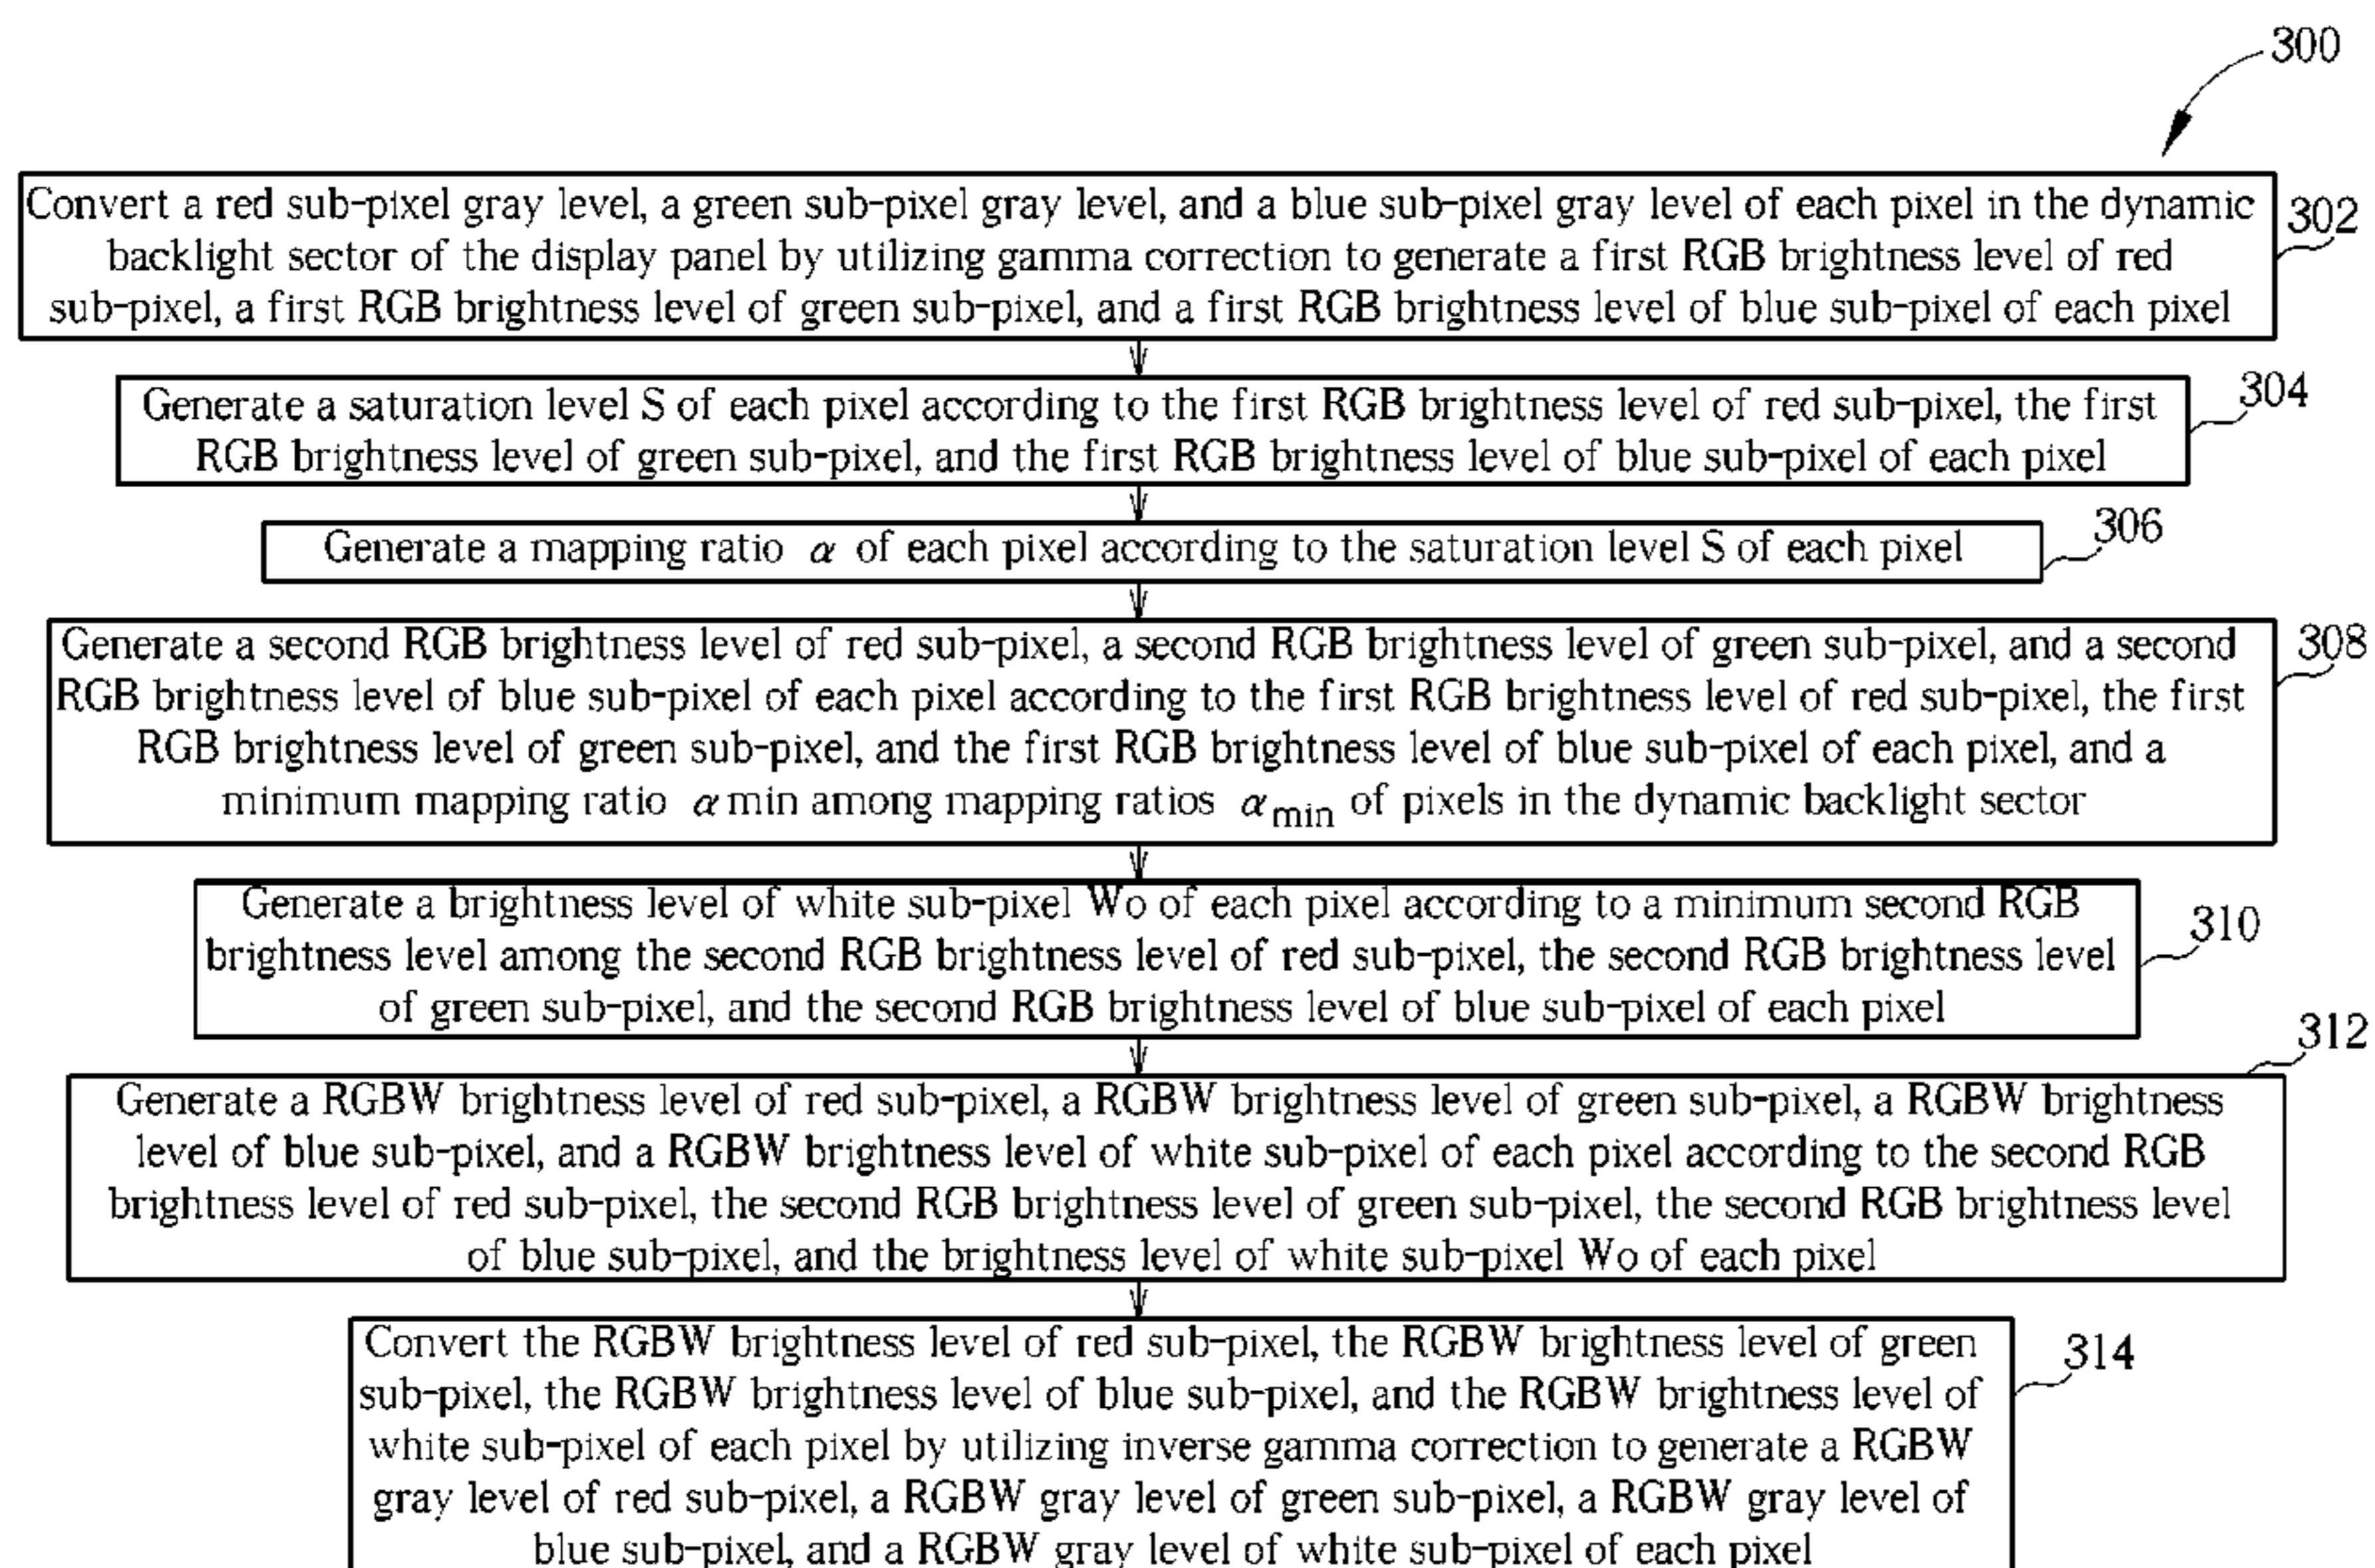 300
Convert a red sub-pixel gray level, a green sub-pixel gray level, and a blue sub-pixel gray level of each pixel in the dynamic
backlight sector of the display panel by utilizing gamma correction to generate a first RGB brightness level of red
sub-pixel, a first RGB brightness level of green sub-pixel, and a first RGB brightness level of blue sub-pixel of each pixel
302
Generate a saturation level S of each pixel according to the first RGB brightness level of red sub-pixel, the first
RGB brightness level of green sub-pixel, and the first RGB brightness level of blue sub-pixel of each pixel
304
Generate a mapping ratio α of each pixel according to the saturation level S of each pixel
306
Generate a second RGB brightness level of red sub-pixel, a second RGB brightness level of green sub-pixel, and a second
RGB brightness level of blue sub-pixel of each pixel according to the first RGB brightness level of red sub-pixel, the first
RGB brightness level of green sub-pixel, and the first RGB brightness level of blue sub-pixel of each pixel, and a
minimum mapping ratio α min among mapping ratios α min of pixels in the dynamic backlight sector
308
Generate a brightness level of white sub-pixel Wo of each pixel according to a minimum second RGB
brightness level among the second RGB brightness level of red sub-pixel, the second RGB brightness level
of green sub-pixel, and the second RGB brightness level of blue sub-pixel of each pixel
310
Generate a RGBW brightness level of red sub-pixel, a RGBW brightness level of green sub-pixel, a RGBW brightness
level of blue sub-pixel, and a RGBW brightness level of white sub-pixel of each pixel according to the second RGB
brightness level of red sub-pixel, the second RGB brightness level of green sub-pixel, the second RGB brightness level
of blue sub-pixel, and the brightness level of white sub-pixel Wo of each pixel
312
Convert the RGBW brightness level of red sub-pixel, the RGBW brightness level of green
sub-pixel, the RGBW brightness level of blue sub-pixel, and the RGBW brightness level of
white sub-pixel of each pixel by utilizing inverse gamma correction to generate a RGBW
gray level of red sub-pixel, a RGBW gray level of green sub-pixel, a RGBW gray level of
blue sub-pixel, and a RGBW gray level of white sub-pixel of each pixel
314